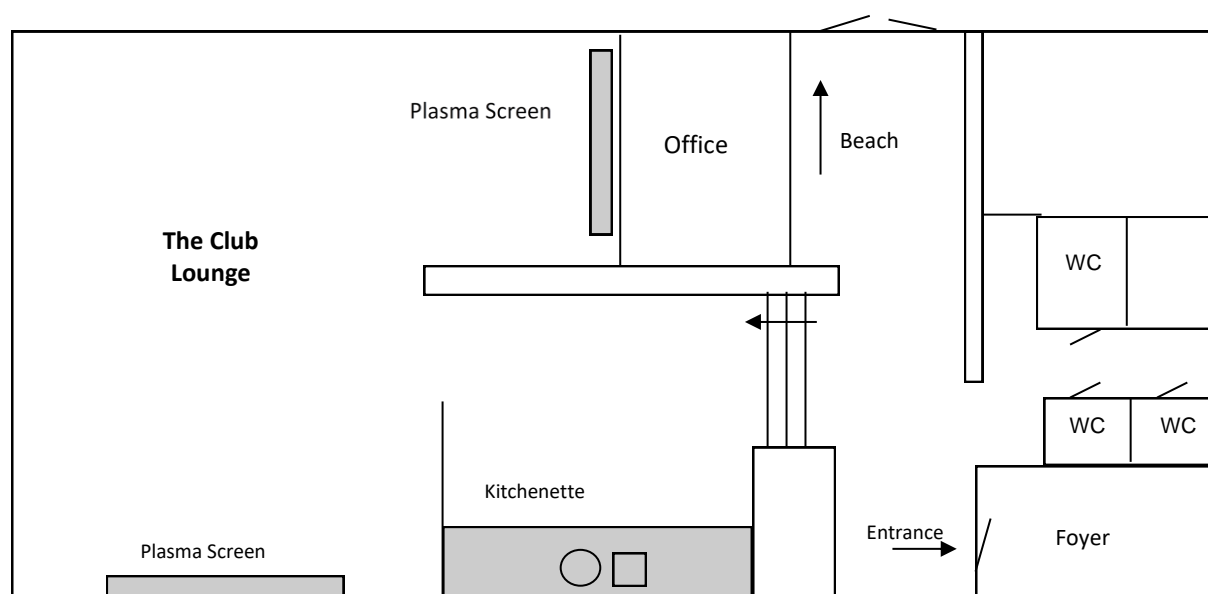 Plasma Screen
Office
Beach
The Club
Lounge
WC
WC
WC
Kitchenette
Entrance
Foyer
Plasma Screen